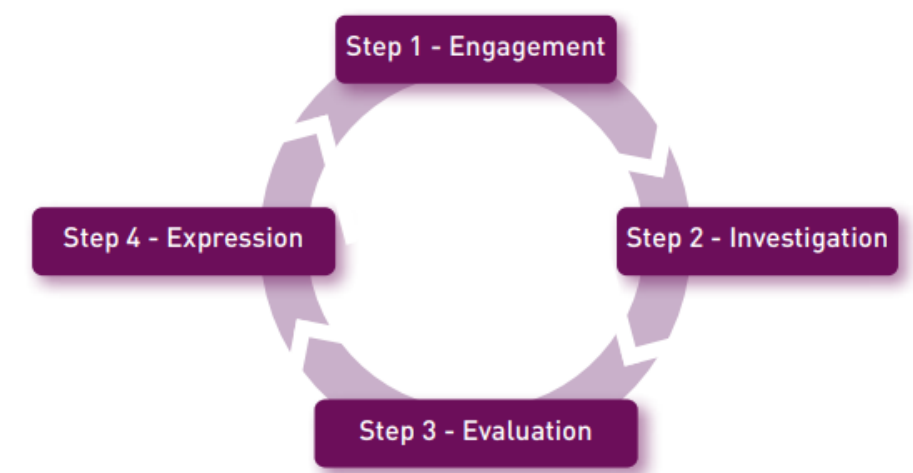 Step 1 - Engagement
Step 2 - Investigation
Step 3 - Evaluation
Step 4 - Expression